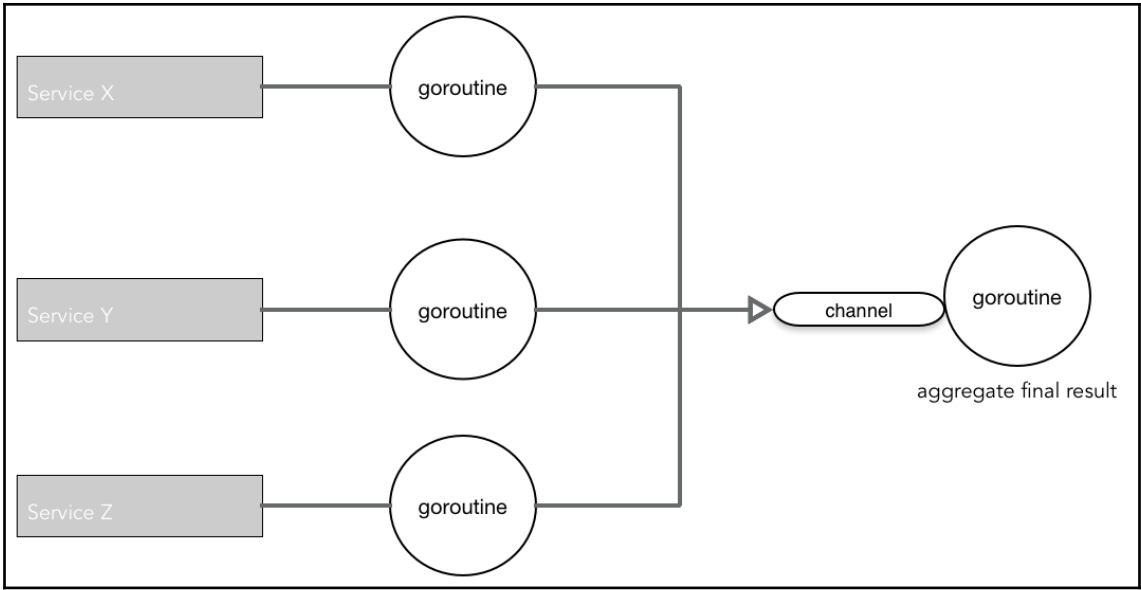 Service X
goroutine
Service Y
goroutine
channel
goroutine
aggregate final result
Service Z
goroutine